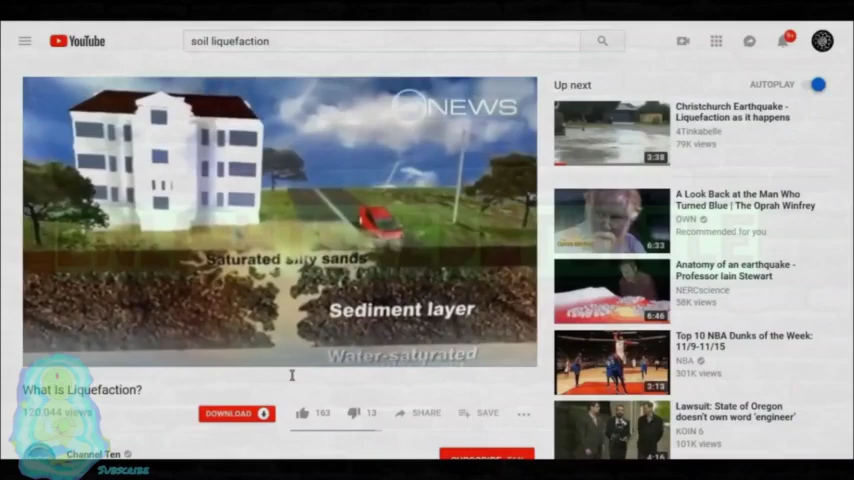 YouTube
soil liquefaction
9+
NEWS
Saturated silty sands
Sediment layer
Water-saturated
What Is Liquefaction?
120,044 views
DOWNLOAD
163
13
SHARE
SAVE
Channel Ten
Subscribe
Up next
AUTOPLAY
3:38
Christchurch Earthquake -
Liquefaction as it happens
4Tinkabelle
79K views
6:33
A Look Back at the Man Who
Turned Blue | The Oprah Winfrey
OWN
Recommended for you
6:46
Anatomy of an earthquake -
Professor Iain Stewart
NERCscience
58K views
3:13
Top 10 NBA Dunks of the Week:
11/9-11/15
NBA
301K views
4:16
Lawsuit: State of Oregon
doesn't own word 'engineer'
KOIN 6
101K views